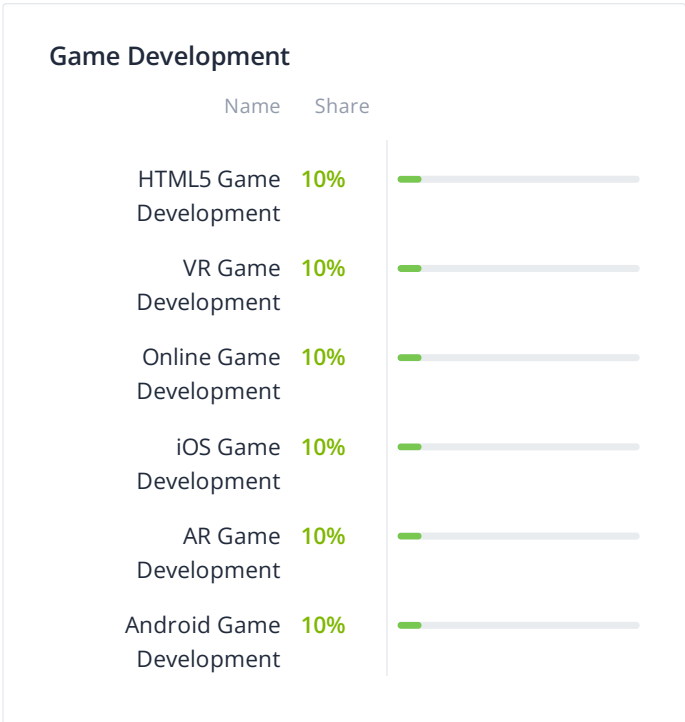 Game Development
Name Share
HTML5 Game 10%
Development
VR Game 10%
Development
Online Game 10%
Development
iOS Game 10%
Development
AR Game 10%
Development
Android Game 10%
Development